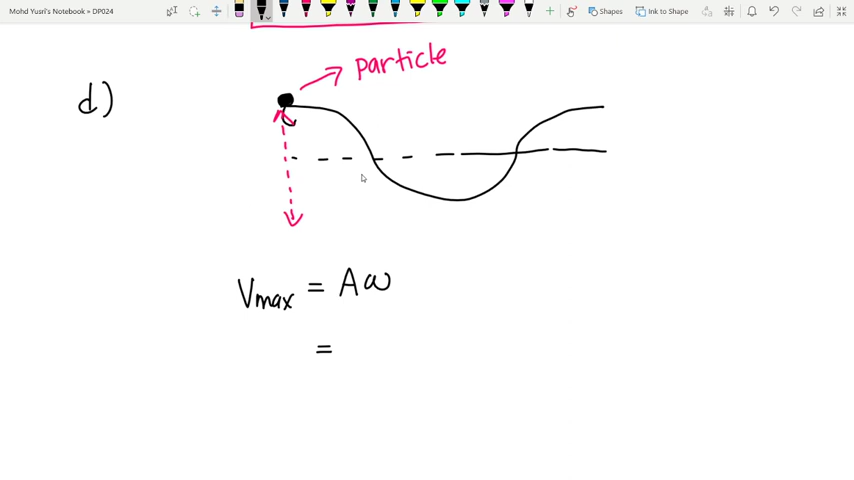 Mohd Yusri's Notebook » DP024
Shapes
Ink to Shape
d)
particle
Vmax = Aω
=